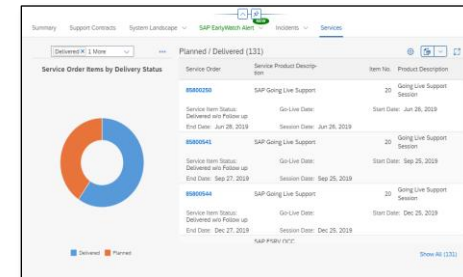 NEW
Summary Support Contracts System Landscape SAP EarlyWatch Alert Incidents Services
Delivered 1 More
Service Order Items by Delivery Status
Delivered Planned
Planned / Delivered (131)
Service Order Service Product Descrip-
tion Item No. Product Description
85800256 SAP Going Live Support 20 Going Live Support
Session
Service Item Status: Go-Live Date: Start Date: Jun 26, 2019
Delivered w/o Follow up
End Date: Jun 28, 2019 Session Date: Jun 26, 2019
85800541 SAP Going Live Support 20 Going Live Support
Session
Service Item Status: Go-Live Date: Start Date: Sep 25, 2019
Delivered w/o Follow up
End Date: Sep 27, 2019 Session Date: Sep 25, 2019
85800544 SAP Going Live Support 20 Going Live Support
Session
Service Item Status: Go-Live Date: Start Date: Dec 25, 2019
Delivered w/o Follow up
End Date: Dec 27, 2019 Session Date: Dec 25, 2019
Show All (131)